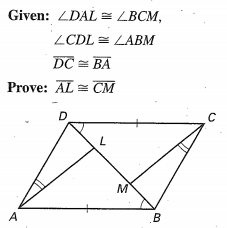 Given: ∠DAL ≅ ∠BCM,
∠CDL ≅ ∠ABM
DC ≅ BA
Prove: AL ≅ CM
D
C
L
M
A
B